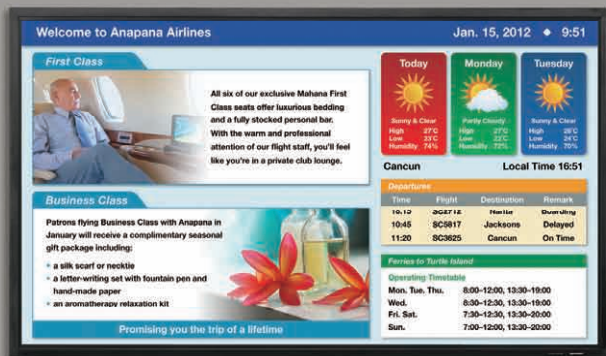 Welcome to Anapana Airlines
Jan. 15, 2012 ◆ 9:51
First Class
All six of our exclusive Mahana First
Class seats offer luxurious bedding
and a fully stocked personal bar.
With the warm and professional
attention of our flight staff, you'll feel
like you're in a private club lounge.
Business Class
Patrons flying Business Class with Anapana in
January will receive a complimentary seasonal
gift package including:
• a silk scarf or necktie
• a letter-writing set with fountain pen and
hand-made paper
• an aromatherapy relaxation kit
Promising you the trip of a lifetime
Today
Sunny & Clear
High 27°C
Low 23°C
Humidity 74%
Monday
Partly Cloudy
High 27°C
Low 22°C
Humidity 72%
Tuesday
Sunny & Clear
High 28°C
Low 24°C
Humidity 70%
Cancun Local Time 16:51
Departures
Time Flight Destination Remark
10:15 SC2712 Boarding
10:45 SC5817 Jacksons Delayed
11:20 SC3625 Cancun On Time
Ferries to Turtle Island
Operating Timetable
Mon. Tue. Thu. 8:00–12:00, 13:30–19:00
Wed. 8:30–12:30, 13:30–19:00
Fri. Sat. 7:30–12:30, 13:30–20:00
Sun. 7:00–12:00, 13:30–20:00